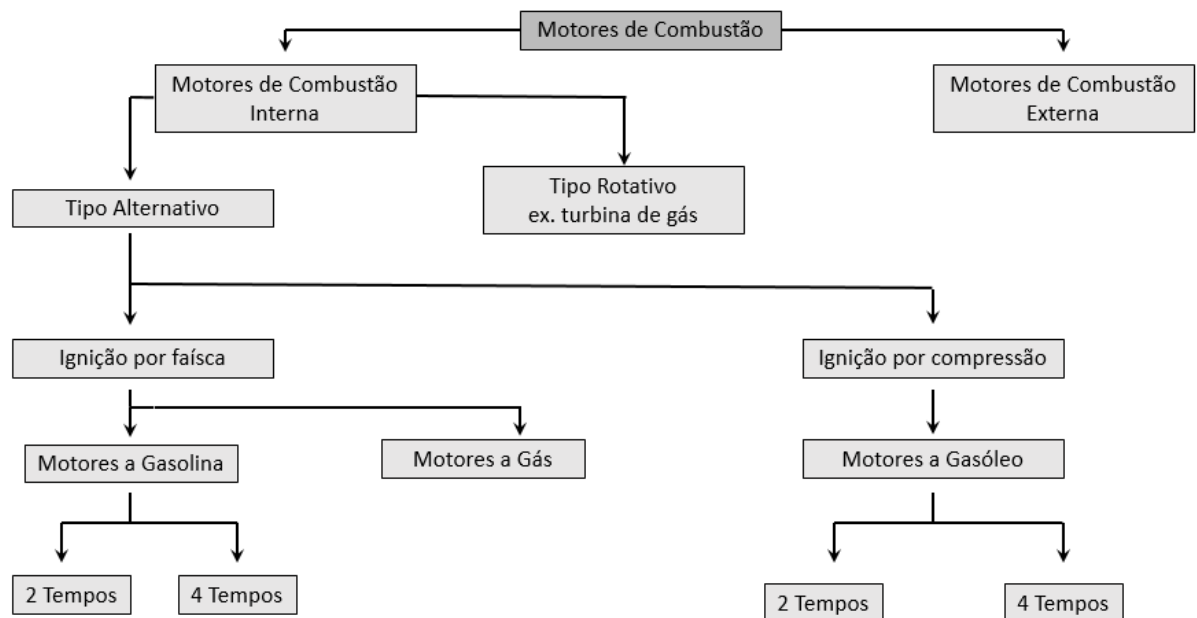 Motores de Combustão
Motores de Combustão
Interna
Motores de Combustão
Externa
Tipo Alternativo
Tipo Rotativo
ex. turbina de gás
Ignição por faísca
Ignição por compressão
Motores a Gasolina
Motores a Gás
Motores a Gasóleo
2 Tempos
4 Tempos
2 Tempos
4 Tempos